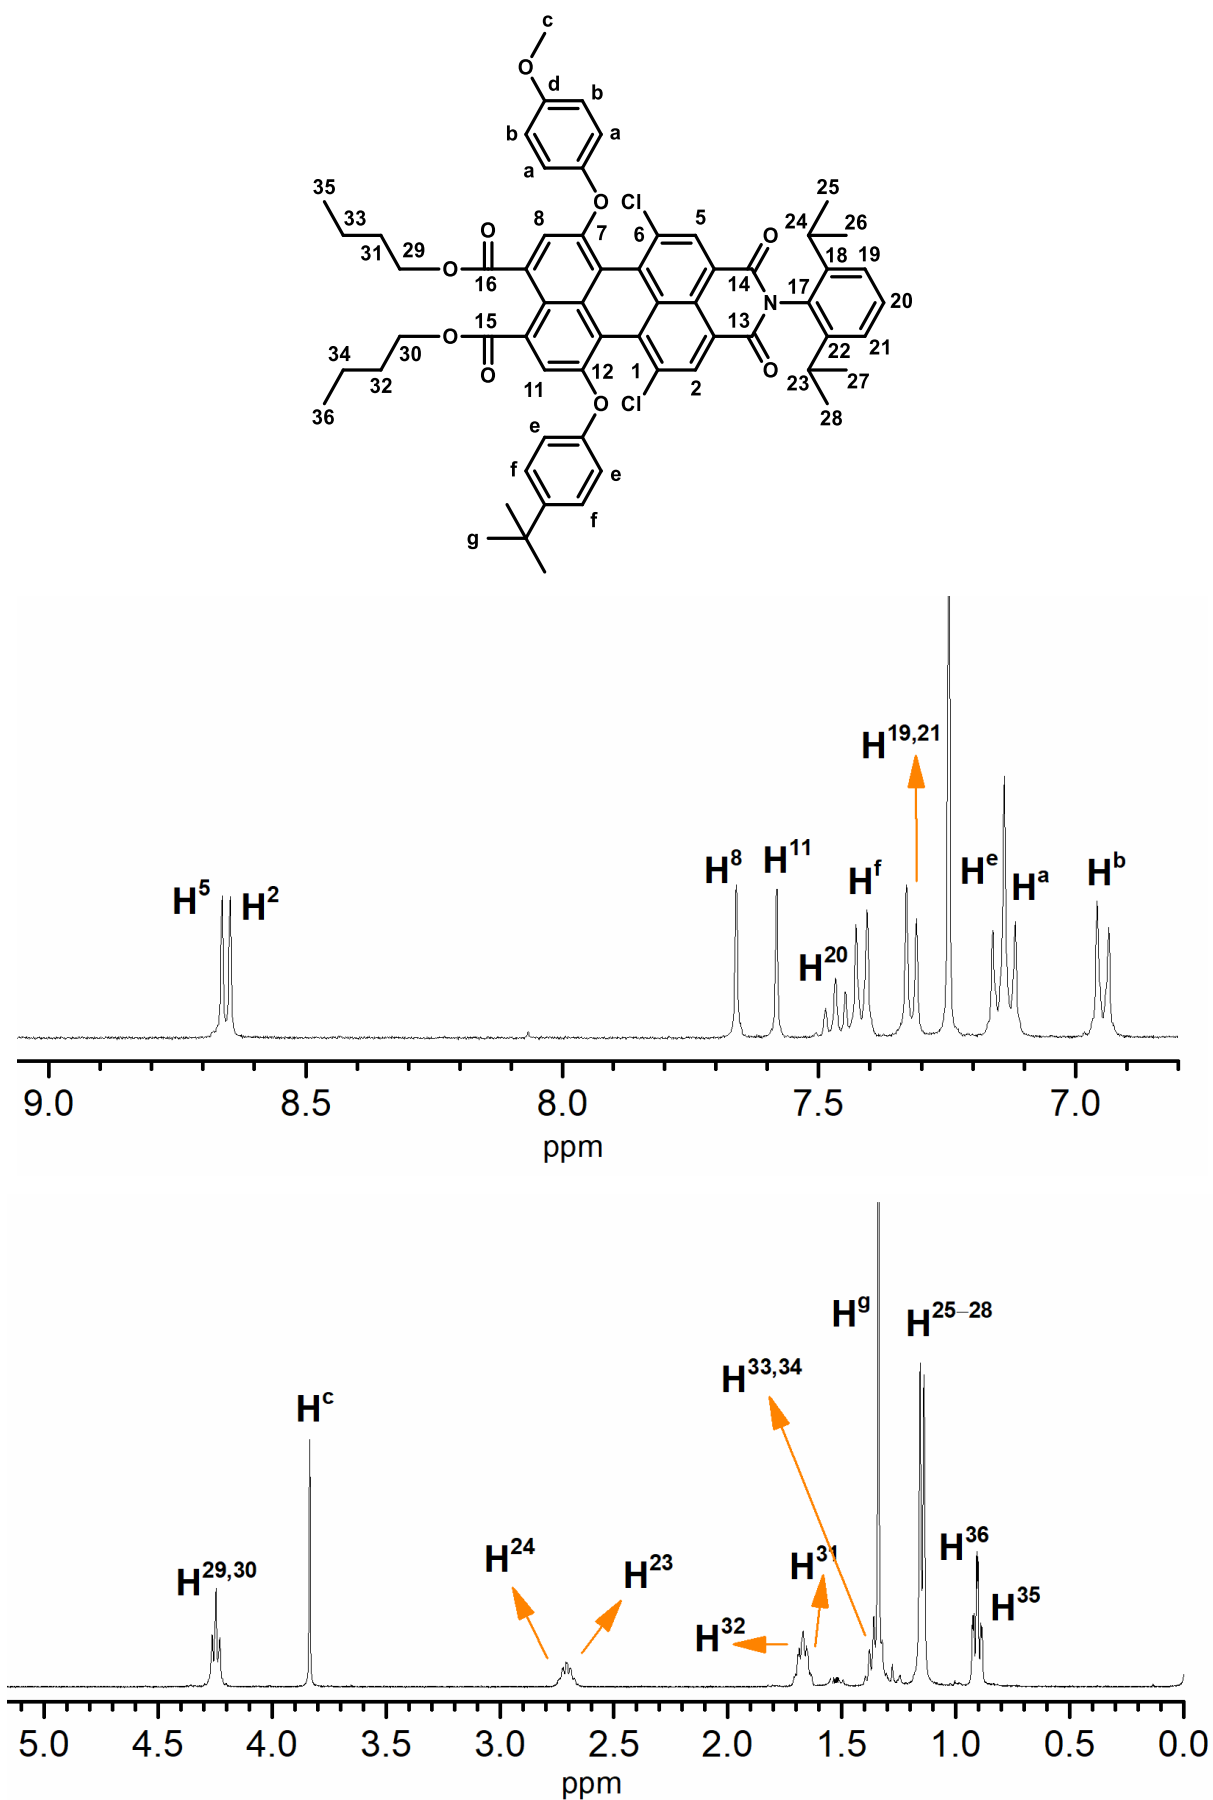 c
O
d
b
b
a
a
O
Cl
25
35
8
5
33
O
7
6
O
24
26
31
29
18
19
O
16
14
17
N
20
15
13
O
34
30
22
21
O
12
1
O
32
11
2
23
27
36
Cl
O
28
e
f
e
g
f
H19,21
H8
H11
He
Hb
H5
H2
Hf
Ha
H20
9.0
8.5
8.0
7.5
7.0
ppm
Hg
H25–28
H33,34
Hc
H24
H36
H29,30
H23
H31
H35
H32
5.0
4.5
4.0
3.5
3.0
2.5
2.0
1.5
1.0
0.5
0.0
ppm